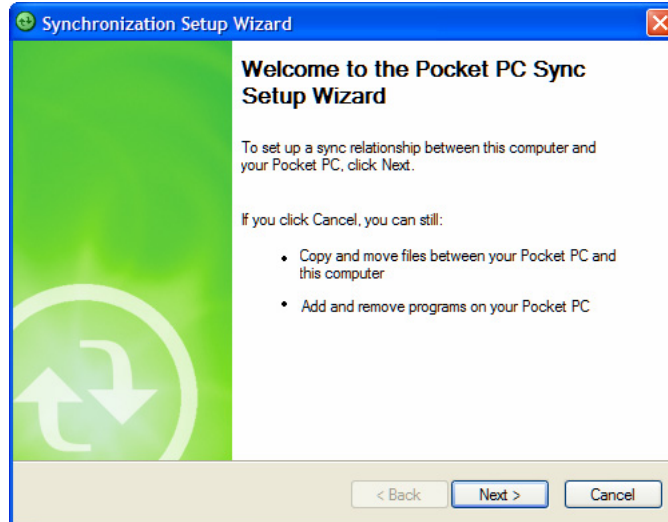 Synchronization Setup Wizard
Welcome to the Pocket PC Sync
Setup Wizard
To set up a sync relationship between this computer and
your Pocket PC, click Next.
If you click Cancel, you can still:
• Copy and move files between your Pocket PC and
this computer
• Add and remove programs on your Pocket PC
< Back Next > Cancel